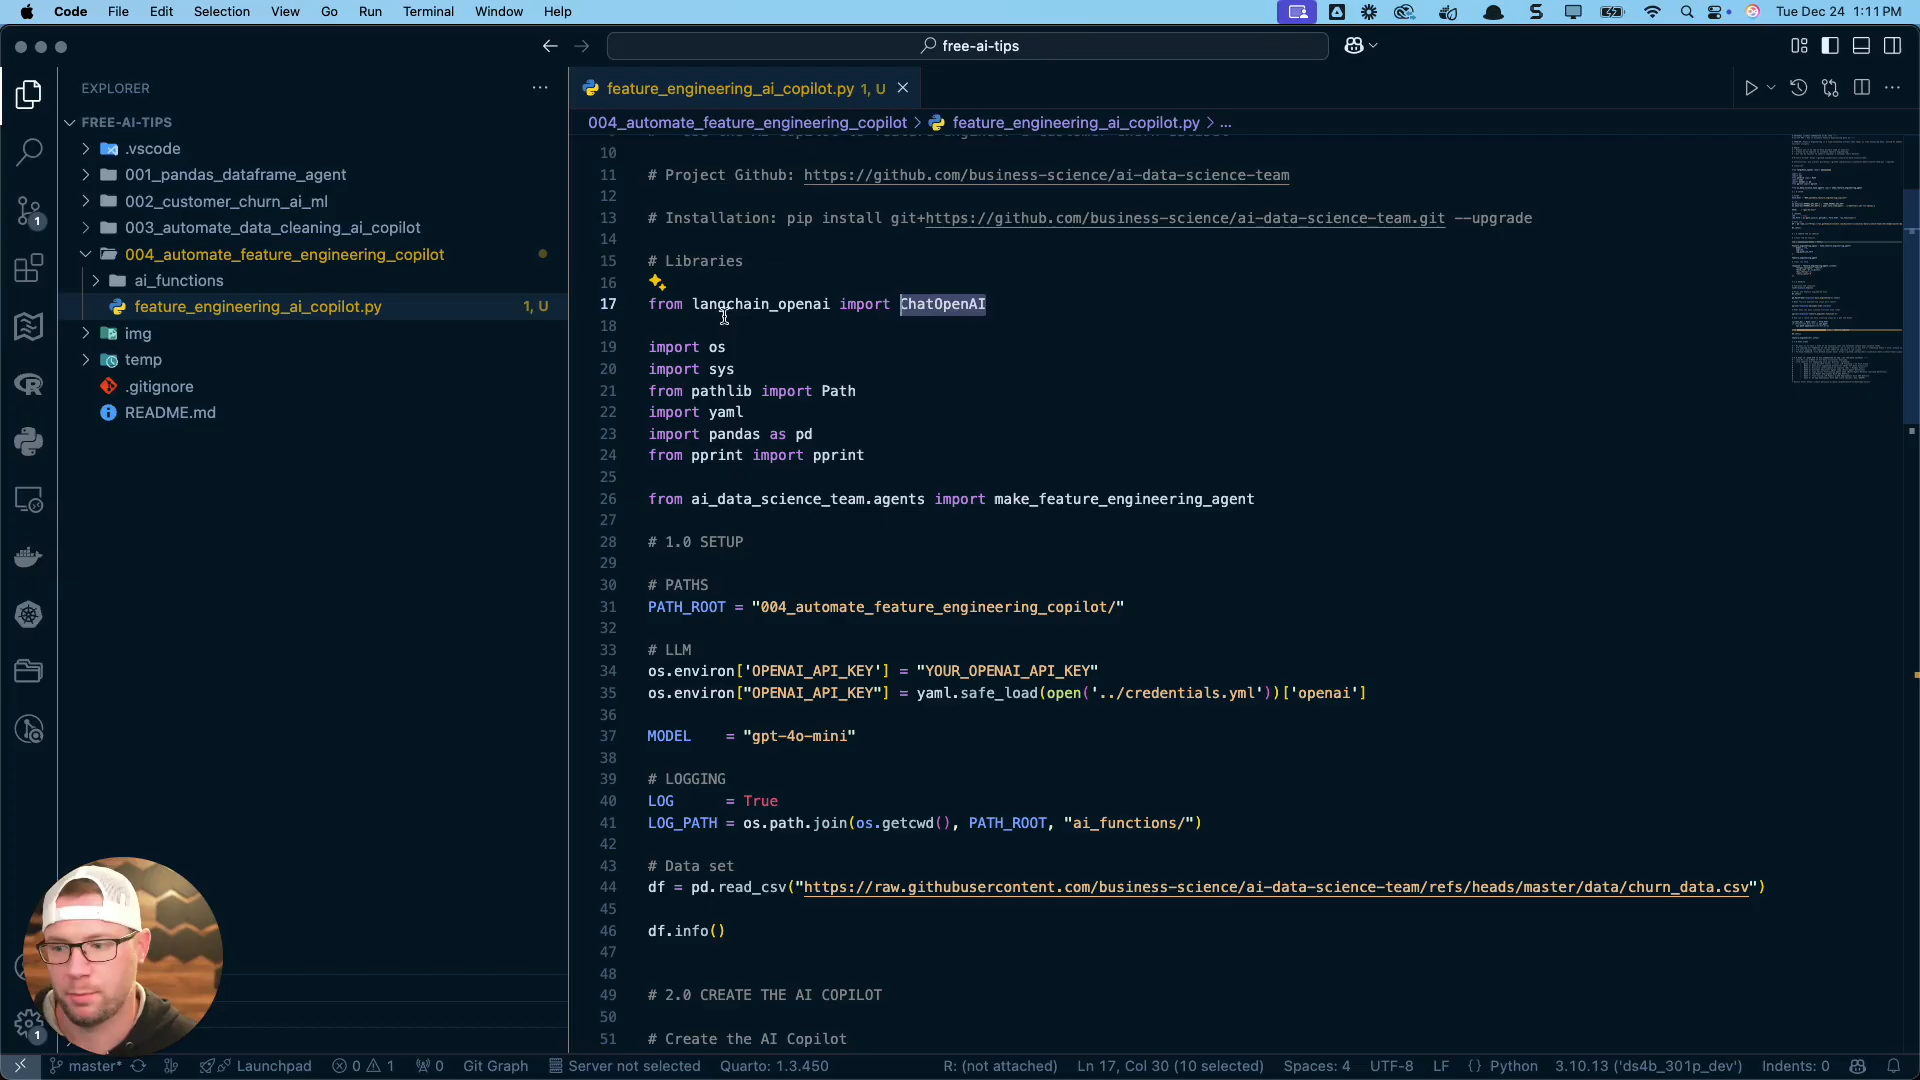 Code File Edit Selection View Go Run Terminal Window Help
Tue Dec 24 1:11 PM
free-ai-tips
EXPLORER
FREE-AI-TIPS
.vscode
001_pandas_dataframe_agent
002_customer_churn_ai_ml
003_automate_data_cleaning_ai_copilot
004_automate_feature_engineering_copilot
ai_functions
feature_engineering_ai_copilot.py 1, U
img
temp
.gitignore
README.md
1
1
feature_engineering_ai_copilot.py 1, U
004_automate_feature_engineering_copilot > feature_engineering_ai_copilot.py > ...
10
11 # Project Github: https://github.com/business-science/ai-data-science-team
12
13 # Installation: pip install git+https://github.com/business-science/ai-data-science-team.git --upgrade
14
15 # Libraries
16
17 from langchain_openai import ChatOpenAI
18
19 import os
20 import sys
21 from pathlib import Path
22 import yaml
23 import pandas as pd
24 from pprint import pprint
25
26 from ai_data_science_team.agents import make_feature_engineering_agent
27
28 # 1.0 SETUP
29
30 # PATHS
31 PATH_ROOT = "004_automate_feature_engineering_copilot/"
32
33 # LLM
34 os.environ['OPENAI_API_KEY'] = "YOUR_OPENAI_API_KEY"
35 os.environ["OPENAI_API_KEY"] = yaml.safe_load(open('../credentials.yml'))['openai']
36
37 MODEL = "gpt-4o-mini"
38
39 # LOGGING
40 LOG = True
41 LOG_PATH = os.path.join(os.getcwd(), PATH_ROOT, "ai_functions/")
42
43 # Data set
44 df = pd.read_csv("https://raw.githubusercontent.com/business-science/ai-data-science-team/refs/heads/master/data/churn_data.csv")
45
46 df.info()
47
48
49 # 2.0 CREATE THE AI COPILOT
50
51 # Create the AI Copilot
master* Launchpad 0 1 0 Git Graph Server not selected Quarto: 1.3.450 R: (not attached) Ln 17, Col 30 (10 selected) Spaces: 4 UTF-8 LF {} Python 3.10.13 ('ds4b_301p_dev') Indents: 0